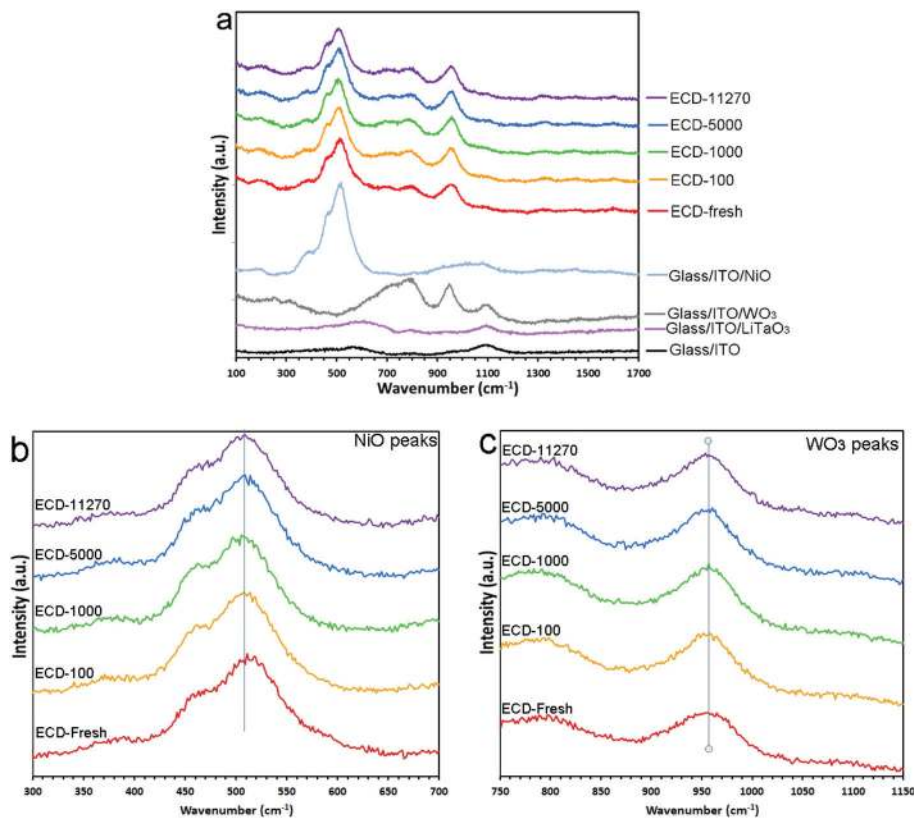 a
Intensity (a.u.)
ECD-11270
ECD-5000
ECD-1000
ECD-100
ECD-fresh
Glass/ITO/NiO
Glass/ITO/WO₃
Glass/ITO/LiTaO₃
Glass/ITO
100 300 500 700 900 1100 1300 1500 1700
Wavenumber (cm⁻¹)
b
NiO peaks
Intensity (a.u.)
ECD-11270
ECD-5000
ECD-1000
ECD-100
ECD-Fresh
300 350 400 450 500 550 600 650 700
Wavenumber (cm⁻¹)
c
WO₃ peaks
Intensity (a.u.)
ECD-11270
ECD-5000
ECD-1000
ECD-100
ECD-Fresh
750 800 850 900 950 1000 1050 1100 1150
Wavenumber (cm⁻¹)